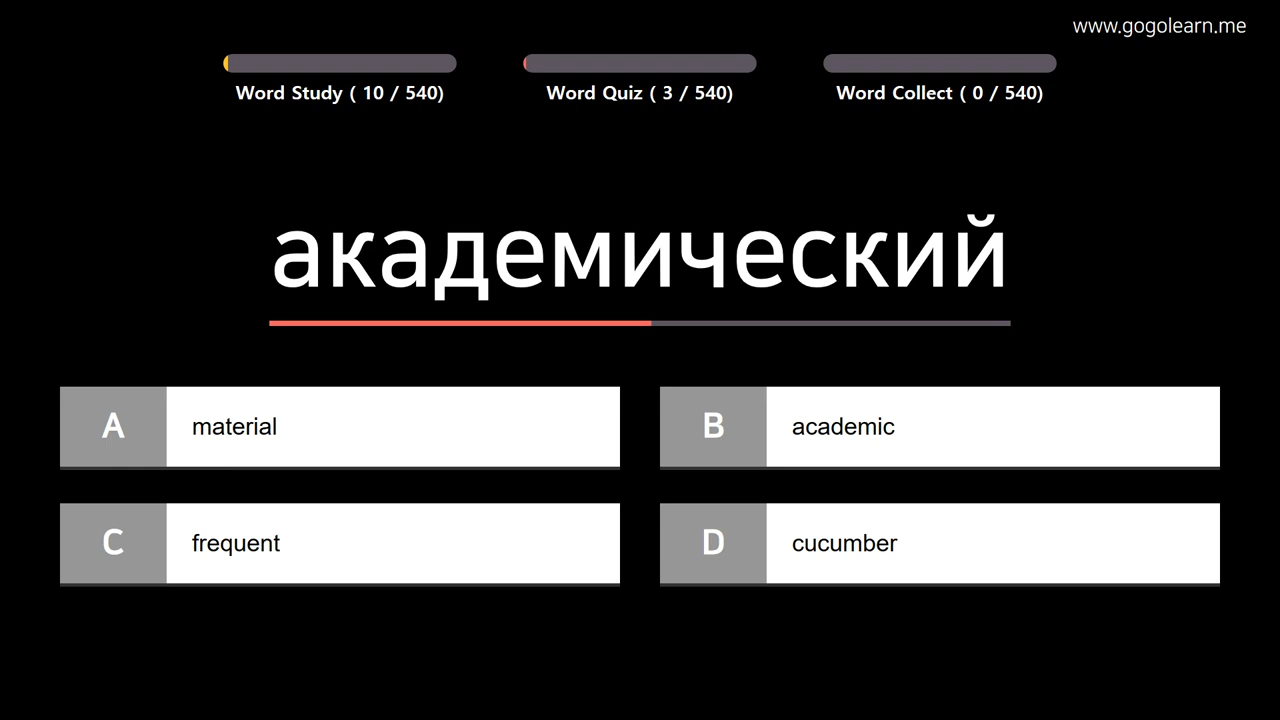 www.gogolearn.me
Word Study ( 10 / 540)
Word Quiz ( 3 / 540)
Word Collect ( 0 / 540)
академический
A material
B academic
C frequent
D cucumber